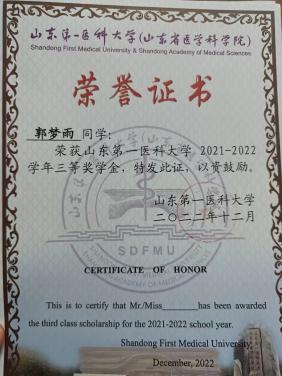 山东第一医科大学(山东省医学科学院)
Shandong First Medical University & Shandong Academy of Medical Sciences
荣誉证书
郭梦雨 同学:
荣获山东第一医科大学 2021-2022
学年三等奖学金,特发此证,以资鼓励。
山东第一医科大学
二〇二二年十二月
SDFMU
CERTIFICATE OF HONOR
This is to certify that Mr./Miss________has been awarded
the third class scholarship for the 2021-2022 school year.
Shandong First Medical University
December, 2022